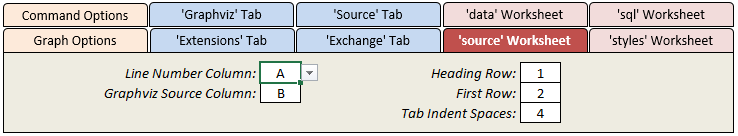 Command Options 'Graphviz' Tab 'Source' Tab 'data' Worksheet 'sql' Worksheet
Graph Options 'Extensions' Tab 'Exchange' Tab 'source' Worksheet 'styles' Worksheet
Line Number Column: A Heading Row: 1
Graphviz Source Column: B First Row: 2
Tab Indent Spaces: 4